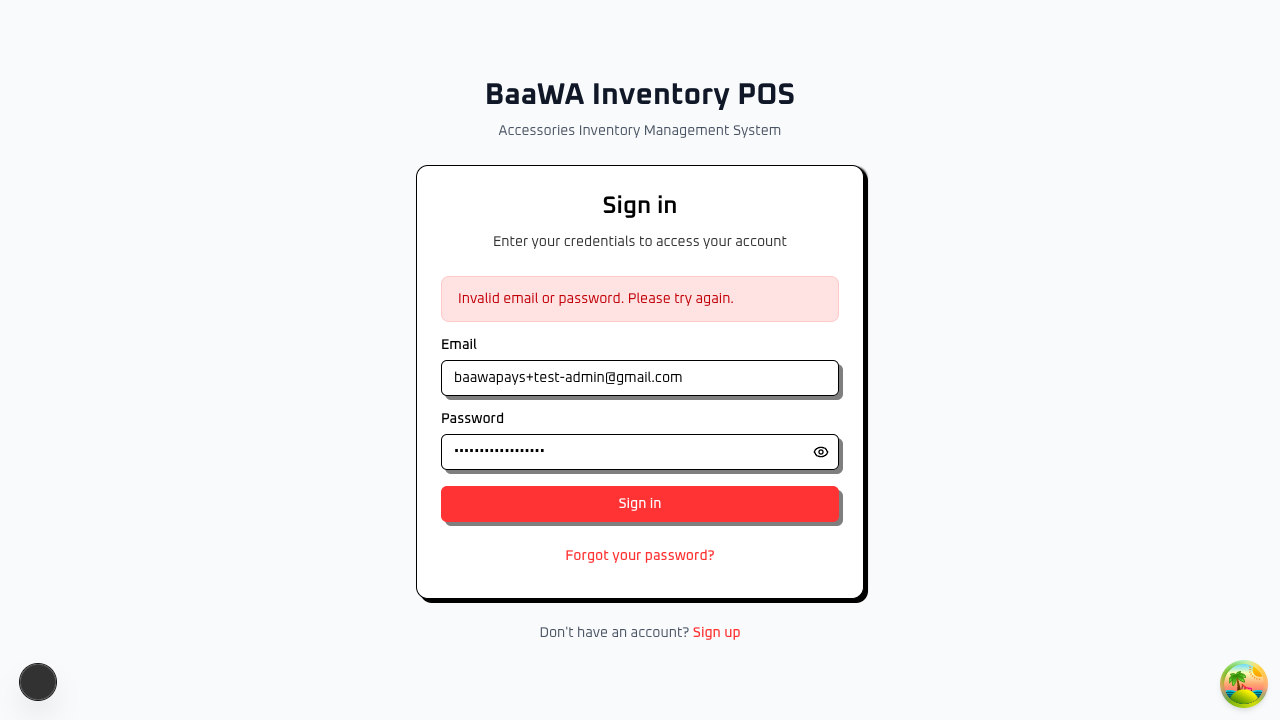 BaaWA Inventory POS
Accessories Inventory Management System
Sign in
Enter your credentials to access your account
Invalid email or password. Please try again.
Email
baawapays+test-admin@gmail.com
Password
••••••••••••••••••
Sign in
Forgot your password?
Don't have an account? Sign up